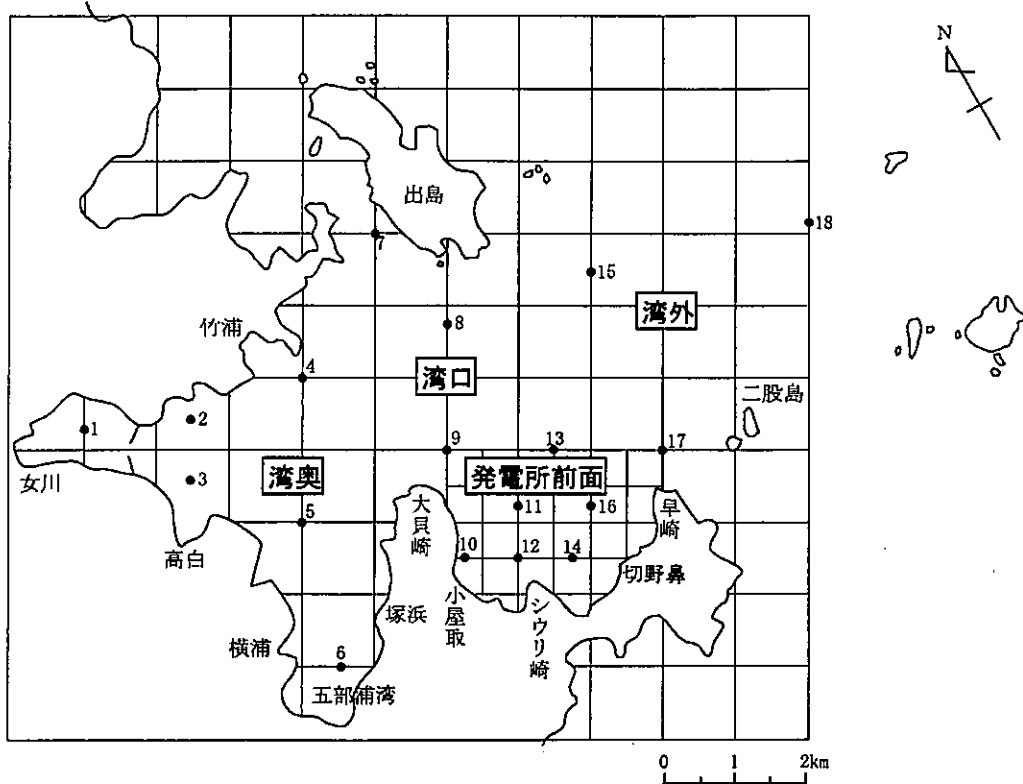 N
出島
18
7
15
湾外
竹浦
8
湾口
4
二股島
1
2
9
13
17
女川
3
湾奥
発電所前面
大貝崎
11
16
早崎
5
高白
10
12
14
切野鼻
小屋取
シウリ崎
塚浜
横浦
6
五部浦湾
0 1 2km